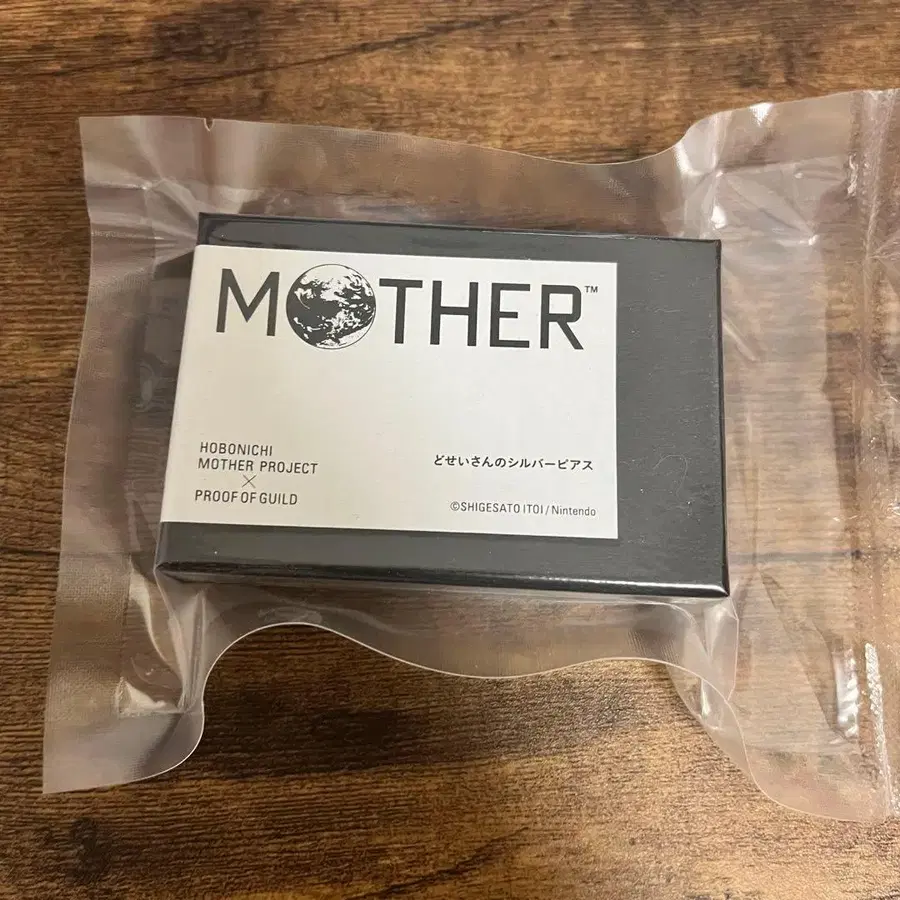 MOTHER™
HOBONICHI
MOTHER PROJECT
×
PROOF OF GUILD
どせいさんのシルバーピアス
©SHIGESATO ITOI / Nintendo